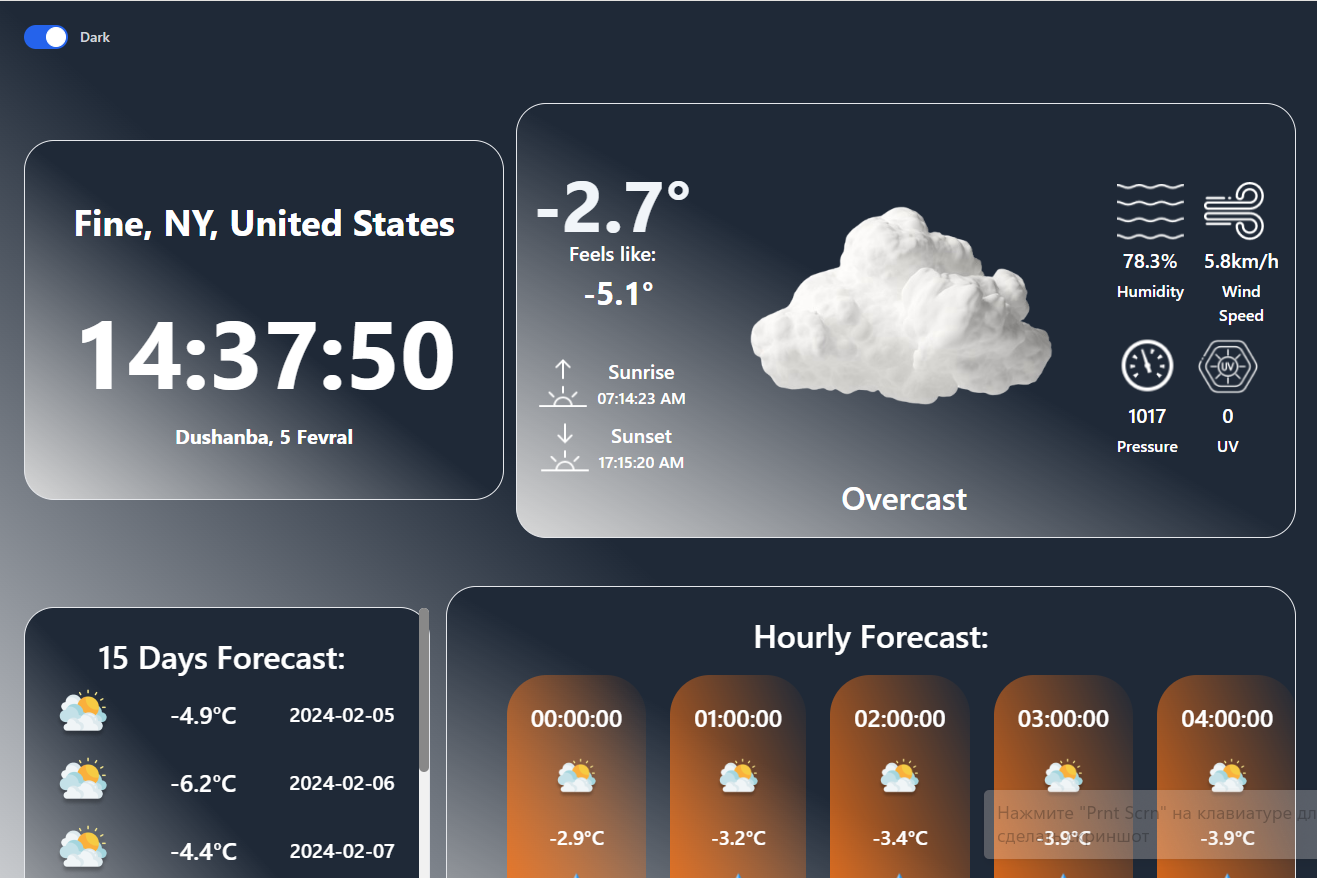 Dark
Fine, NY, United States
14:37:50
Dushanba, 5 Fevral
-2.7°
Feels like:
-5.1°
Sunrise
07:14:23 AM
Sunset
17:15:20 AM
Overcast
78.3%
Humidity
5.8km/h
Wind
Speed
1017
Pressure
UV
0
UV
15 Days Forecast:
-4.9°C 2024-02-05
-6.2°C 2024-02-06
-4.4°C 2024-02-07
Hourly Forecast:
00:00:00 01:00:00 02:00:00 03:00:00 04:00:00
-2.9°C -3.2°C -3.4°C -3.9°C -3.9°C
Нажмите "Prnt Scrn" на клавиатуре дл
сделать